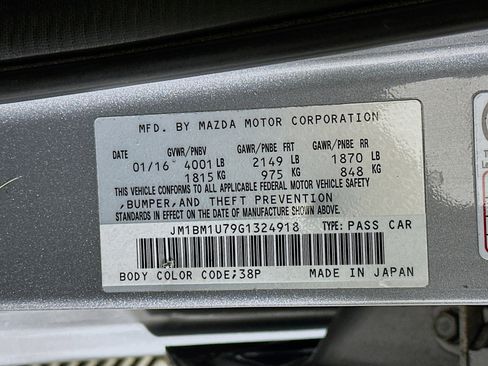 MFD. BY MAZDA MOTOR CORPORATION
DATE GVWR/PNBV GAWR/PNBE FRT GAWR/PNBE RR
01/16 4001 LB 2149 LB 1870 LB
1815 KG 975 KG 848 KG
THIS VEHICLE CONFORMS TO ALL APPLICABLE FEDERAL MOTOR VEHICLE SAFETY
,BUMPER,AND THEFT PREVENTION
STANDARDS IN EFFECT ON THE DATE OF MANUFACTURE SHOWN ABOVE.
JM1BM1U79G1324918 TYPE: PASS CAR
BODY COLOR CODE;38P MADE IN JAPAN